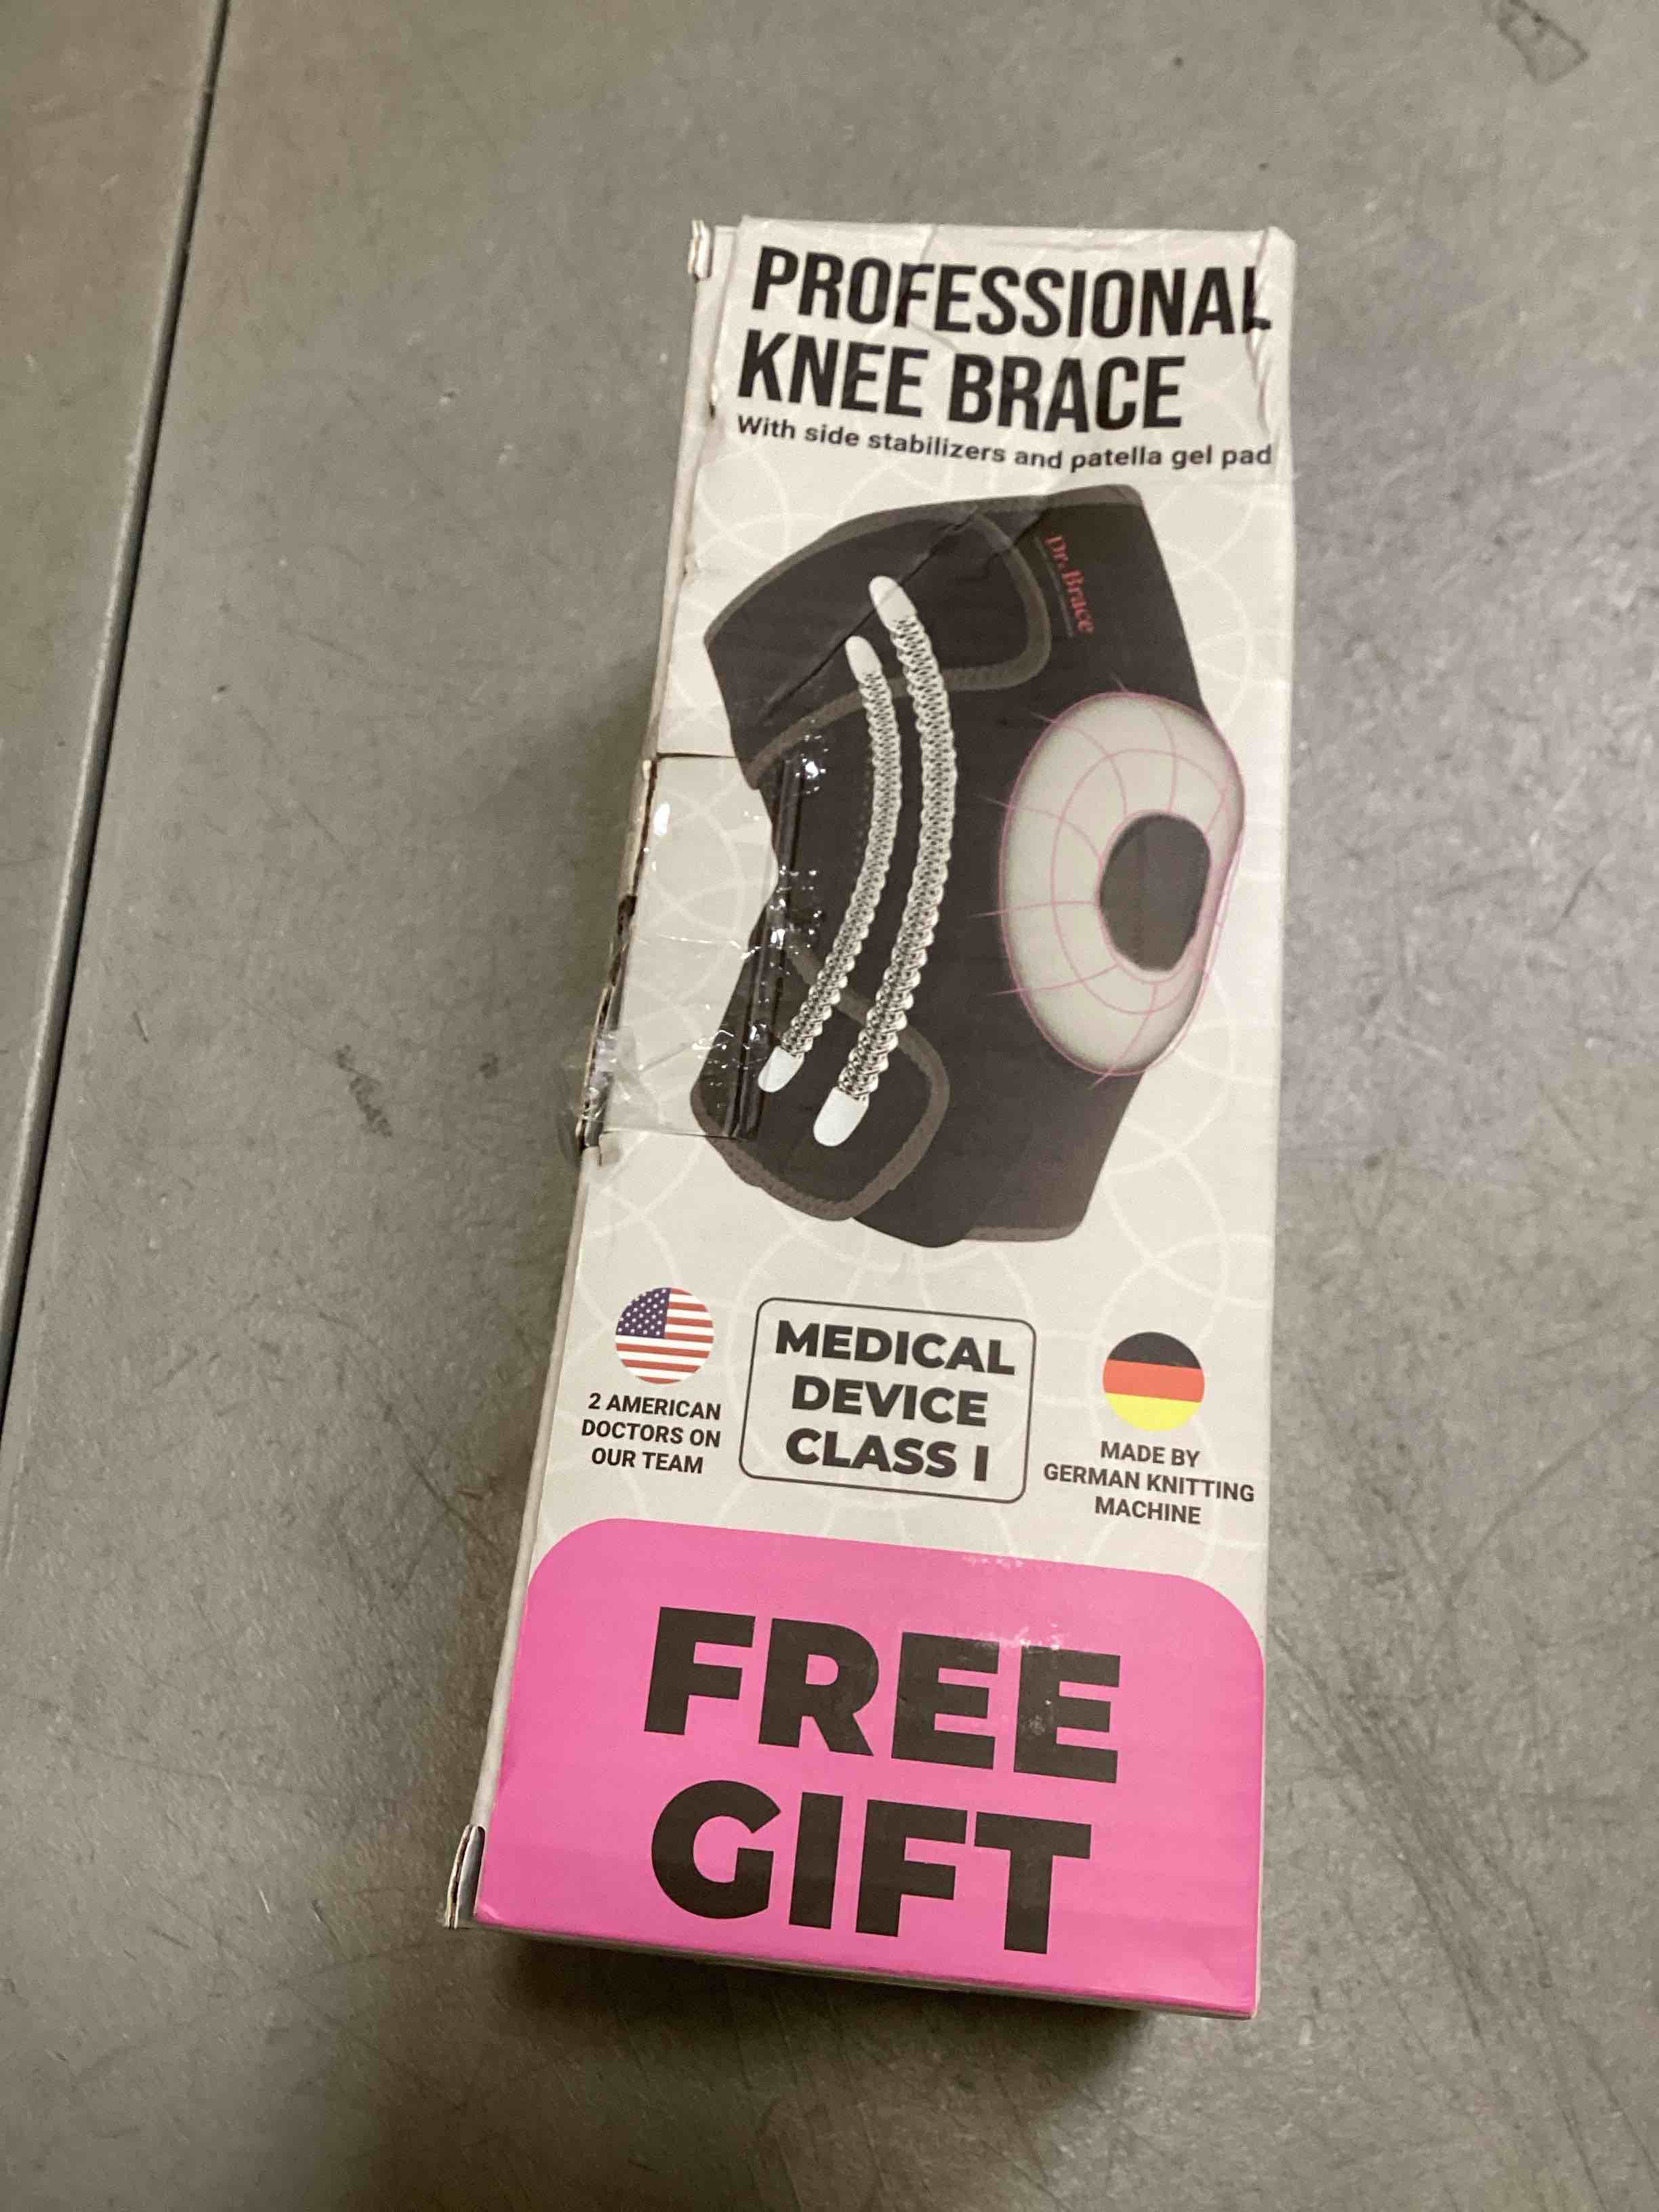 PROFESSIONAL
KNEE BRACE
With side stabilizers and patella gel pad
Dr. Brace
2 AMERICAN
DOCTORS ON
OUR TEAM
MEDICAL
DEVICE
CLASS I
MADE BY
GERMAN KNITTING
MACHINE
FREE
GIFT